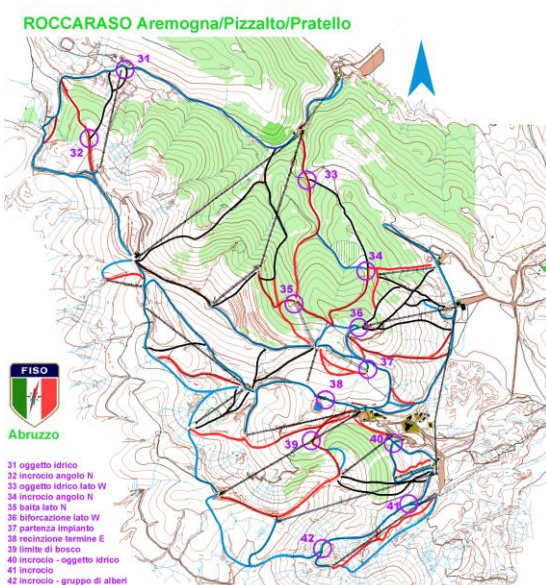 ROCCARASO Aremogna/Pizzalto/Pratello
31
32
33
34
35
36
37
38
39
40
41
42
FISO
Abruzzo
31 oggetto idrico
32 incrocio angolo N
33 oggetto idrico lato W
34 incrocio angolo N
35 baita lato N
36 biforcazione lato W
37 partenza impianto
38 recinzione termine E
39 limite di bosco
40 incrocio - oggetto idrico
41 incrocio
42 incrocio - gruppo di alberi